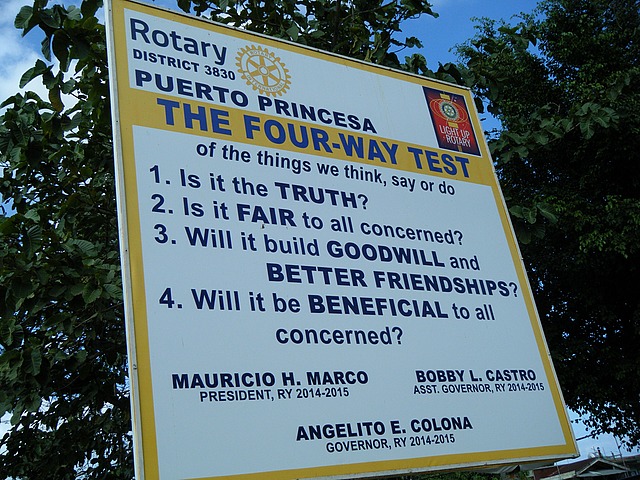 Rotary
DISTRICT 3830
PUERTO PRINCESA
LIGHT UP
ROTARY
THE FOUR-WAY TEST
of the things we think, say or do
1. Is it the TRUTH?
2. Is it FAIR to all concerned?
3. Will it build GOODWILL and
BETTER FRIENDSHIPS?
4. Will it be BENEFICIAL to all
concerned?
MAURICIO H. MARCO
PRESIDENT, RY 2014-2015
BOBBY L. CASTRO
ASST. GOVERNOR, RY 2014-2015
ANGELITO E. COLONA
GOVERNOR, RY 2014-2015